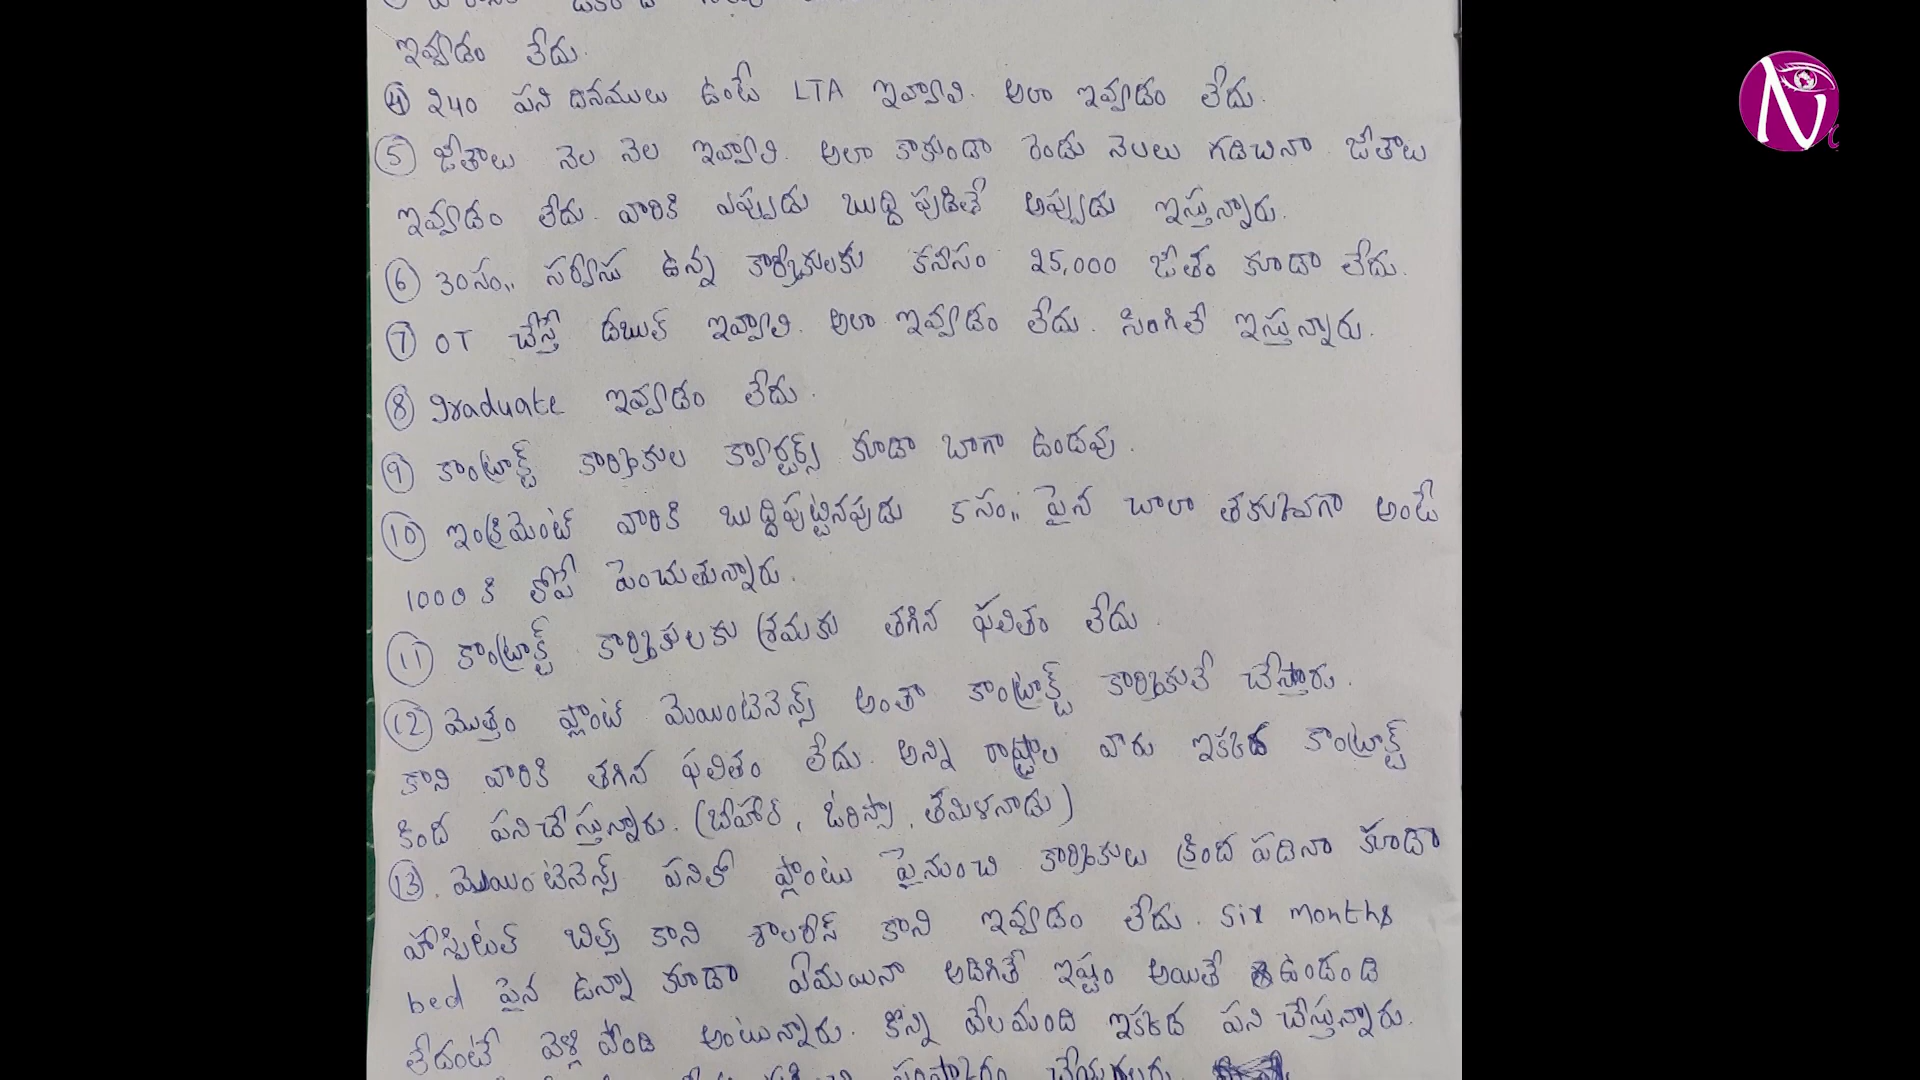 ఇవ్వడం లేదు.
④ 240 పని దినములు ఉంటే LTA ఇవ్వాలి. అలా ఇవ్వడం లేదు.
⑤ జీతాలు నెల నెల ఇవ్వాలి. అలా కాకుండా రెండు నెలలు గడిచినా జీతాలు
ఇవ్వడం లేదు. వారికి ఎప్పుడు బుద్ది పుడితే అప్పుడు ఇస్తున్నారు.
⑥ 30సం,, సర్వీసు ఉన్న కార్మికులకు కనీసం 25,000 జీతం కూడా లేదు.
⑦ OT చేస్తే డబుల్ ఇవ్వాలి. అలా ఇవ్వడం లేదు. సింగిలే ఇస్తున్నారు.
⑧ graduate ఇవ్వడం లేదు.
⑨ కాంట్రాక్ట్ కార్మికుల క్వార్టర్స్ కూడా బాగా ఉండవు.
⑩ ఇంక్రిమెంట్ వారికి బుద్ధిపుట్టినపుడు 5సం,, పైన చాలా తక్కువగా అంటే
1000కి లోపే పెంచుతున్నారు.
⑪ కాంట్రాక్ట్ కార్మికులకు శ్రమకు తగిన ఫలితం లేదు.
⑫ మొత్తం ప్లాంట్ మెయింటెనెన్స్ అంతా కాంట్రాక్ట్ కార్మికులే చేస్తారు.
కాని వారికి తగిన ఫలితం లేదు. అన్ని రాష్ట్రాల వారు ఇక్కడ కాంట్రాక్ట్
కింద పనిచేస్తున్నారు. (బీహార్, ఓరిస్సా, తమిళనాడు)
⑬. మెయింటెనెన్స్ పనిలో ప్లాంటు పైనుంచి కార్మికులు క్రింద పడినా కూడా
హాస్పిటల్ బిల్స్ కాని శాలరీస్ కాని ఇవ్వడం లేదు. Six months
bed పైన ఉన్నా కూడా ఏమయినా అడిగితే ఇష్టం అయితే ఉండండి
లేదంటే వెళ్లి పోండి అంటున్నారు. కొన్ని వేలమంది ఇక్కడ పని చేస్తున్నారు.